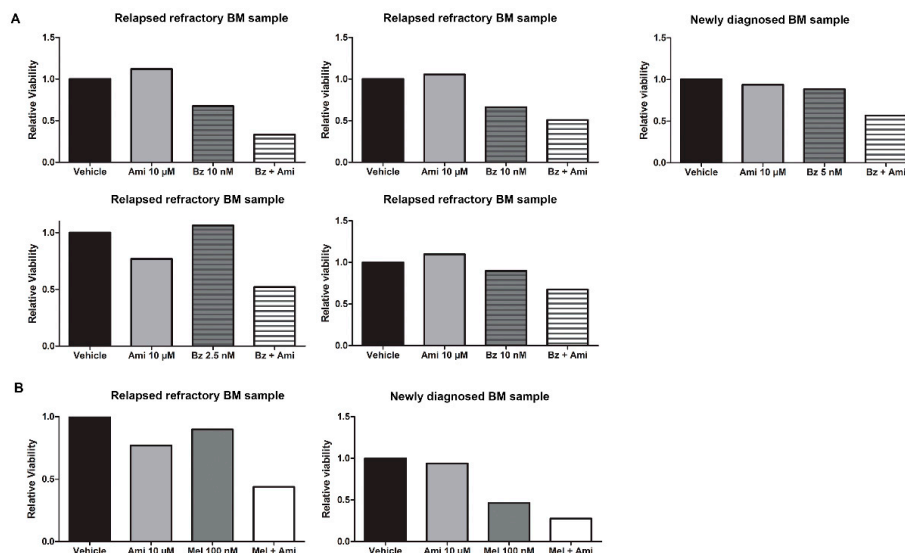 A
Relapsed refractory BM sample
Relative Viability
1.5
1.0
0.5
0.0
Vehicle Ami 10 µM Bz 10 nM Bz + Ami
Relapsed refractory BM sample
Relative Viability
1.5
1.0
0.5
0.0
Vehicle Ami 10 µM Bz 10 nM Bz + Ami
Newly diagnosed BM sample
Relative Viability
1.5
1.0
0.5
0.0
Vehicle Ami 10 µM Bz 5 nM Bz + Ami
Relapsed refractory BM sample
Relative Viability
1.0
0.5
0.0
Vehicle Ami 10 µM Bz 2.5 nM Bz + Ami
Relapsed refractory BM sample
Relative Viability
1.5
1.0
0.5
0.0
Vehicle Ami 10 µM Bz 10 nM Bz + Ami
B
Relapsed refractory BM sample
Relative Viability
1.0
0.5
0.0
Vehicle Ami 10 µM Mel 100 nM Mel + Ami
Newly diagnosed BM sample
Relative viability
1.5
1.0
0.5
0.0
Vehicle Ami 10 µM Mel 100 nM Mel + Ami